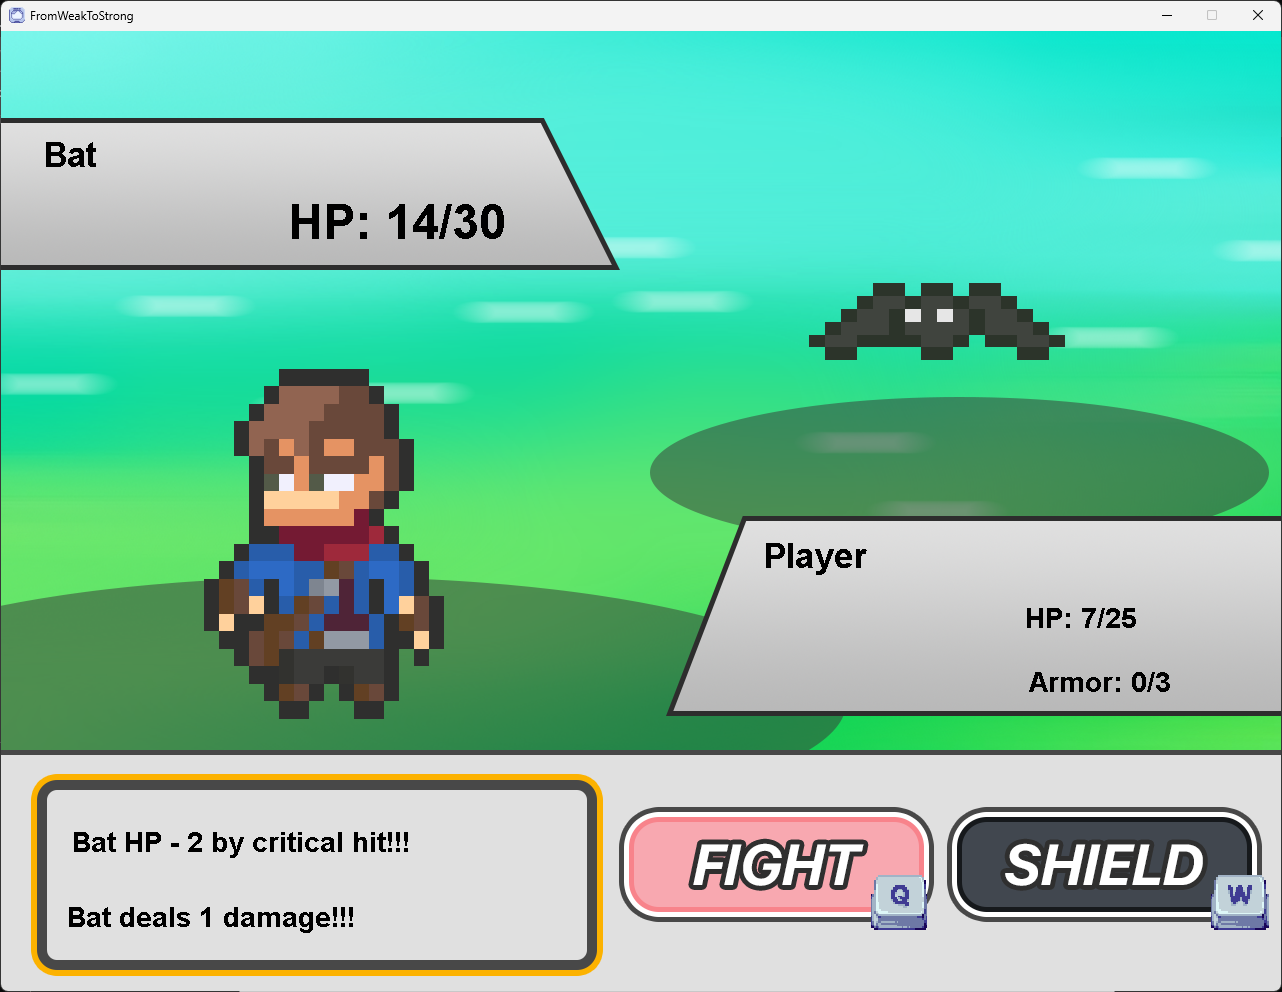 FromWeakToStrong
Bat
HP: 14/30
Player
HP: 7/25
Armor: 0/3
Bat HP - 2 by critical hit!!!
Bat deals 1 damage!!!
FIGHT
Q
SHIELD
W